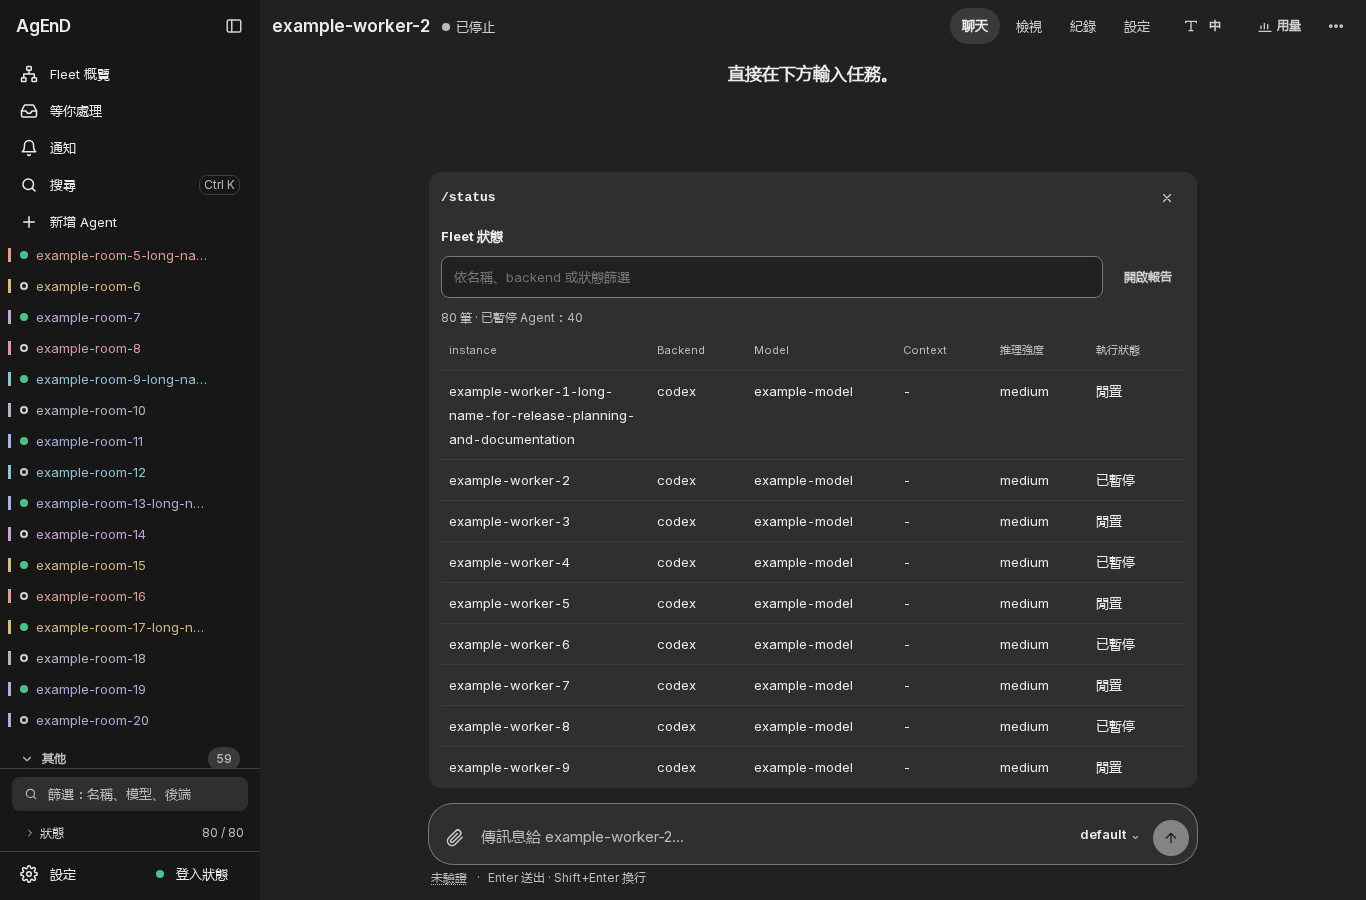 AgEnD
Fleet 概覽
等你處理
通知
搜尋 Ctrl K
新增 Agent
example-room-5-long-na...
example-room-6
example-room-7
example-room-8
example-room-9-long-na...
example-room-10
example-room-11
example-room-12
example-room-13-long-n...
example-room-14
example-room-15
example-room-16
example-room-17-long-n...
example-room-18
example-room-19
example-room-20
其他 59
篩選：名稱、模型、後端
狀態 80 / 80
設定 登入狀態
example-worker-2 已停止 聊天 檢視 紀錄 設定 中 用量
直接在下方輸入任務。
/status
Fleet 狀態
依名稱、backend 或狀態篩選 開啟報告
80 筆 · 已暫停 Agent：40
instance Backend Model Context 推理強度 執行狀態
example-worker-1-long- codex example-model - medium 閒置
name-for-release-planning-
and-documentation
example-worker-2 codex example-model - medium 已暫停
example-worker-3 codex example-model - medium 閒置
example-worker-4 codex example-model - medium 已暫停
example-worker-5 codex example-model - medium 閒置
example-worker-6 codex example-model - medium 已暫停
example-worker-7 codex example-model - medium 閒置
example-worker-8 codex example-model - medium 已暫停
example-worker-9 codex example-model - medium 閒置
傳訊息給 example-worker-2... default
未驗證 · Enter 送出 · Shift+Enter 換行